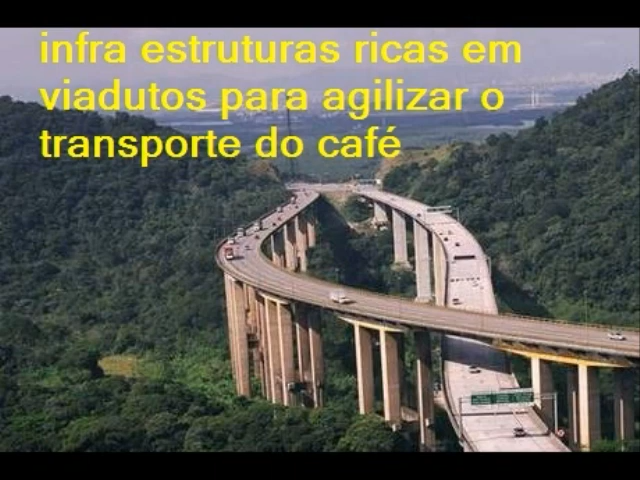 infra estruturas ricas em
viadutos para agilizar o
transporte do café